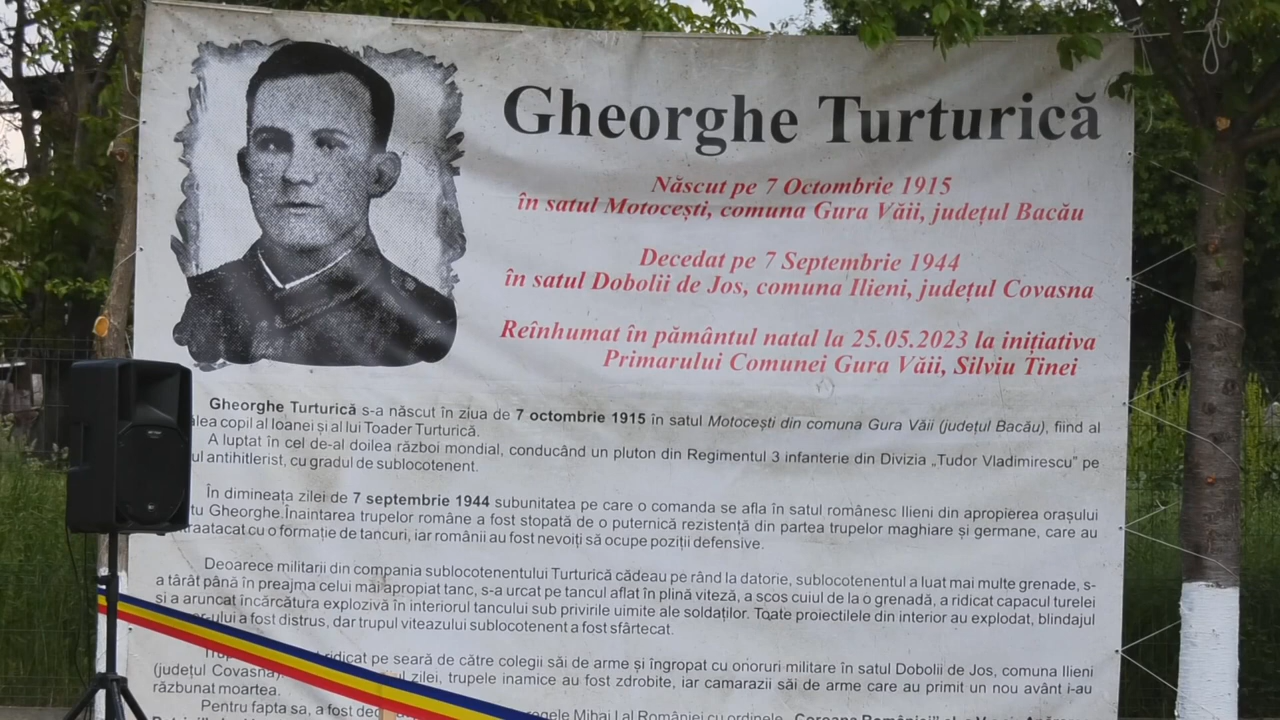 Gheorghe Turturică
Născut pe 7 Octombrie 1915
în satul Motocești, comuna Gura Văii, județul Bacău
Decedat pe 7 Septembrie 1944
în satul Dobolii de Jos, comuna Ilieni, județul Covasna
Reînhumat în pământul natal la 25.05.2023 la inițiativa
Primarului Comunei Gura Văii, Silviu Tinei
Gheorghe Turturică s-a născut în ziua de 7 octombrie 1915 în satul Motocești din comuna Gura Văii (județul Bacău), fiind al
copil al Ioanei și al lui Toader Turturică.
A luptat în cel de-al doilea război mondial, conducând un pluton din Regimentul 3 infanterie din Divizia „Tudor Vladimirescu" pe
antihitlerist, cu gradul de sublocotenent.
În dimineața zilei de 7 septembrie 1944 subunitatea pe care o comanda se afla în satul românesc Ilieni din apropierea orașului
Gheorghe.Înaintarea trupelor române a fost stopată de o puternică rezistență din partea trupelor maghiare și germane, care au
cu o formație de tancuri, iar românii au fost nevoiți să ocupe poziții defensive.
Deoarece militarii din compania sublocotenentului Turturică cădeau pe rând la datorie, sublocotenentul a luat mai multe grenade, s-
a târât până în preajma celui mai apropiat tanc, s-a urcat pe tancul aflat în plină viteză, a scos cuiul de la o grenadă, a ridicat capacul turelei
și a aruncat încărcătura explozivă în interiorul tancului sub privirile uimite ale soldaților. Toate proiectilele din interior au explodat, blindajul
a fost distrus, dar trupul viteazului sublocotenent a fost sfârtecat.
ridicat pe seară de către colegii săi de arme și îngropat cu onoruri militare în satul Dobolii de Jos, comuna Ilieni
(județul Covasna). zilei, trupele inamice au fost zdrobite, iar camarazii săi de arme care au primit un nou avânt i-au
răzbunat moartea.
Pentru fapta sa, a fost regele Mihai I al României cu ordinele